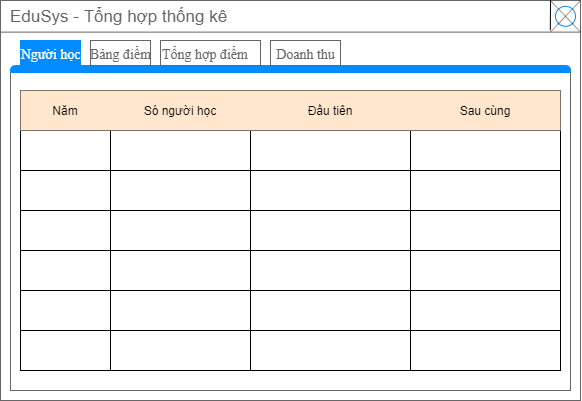 EduSys - Tổng hợp thống kê
Người học Bảng điểm Tổng hợp điểm Doanh thu
Năm Số người học Đầu tiên Sau cùng